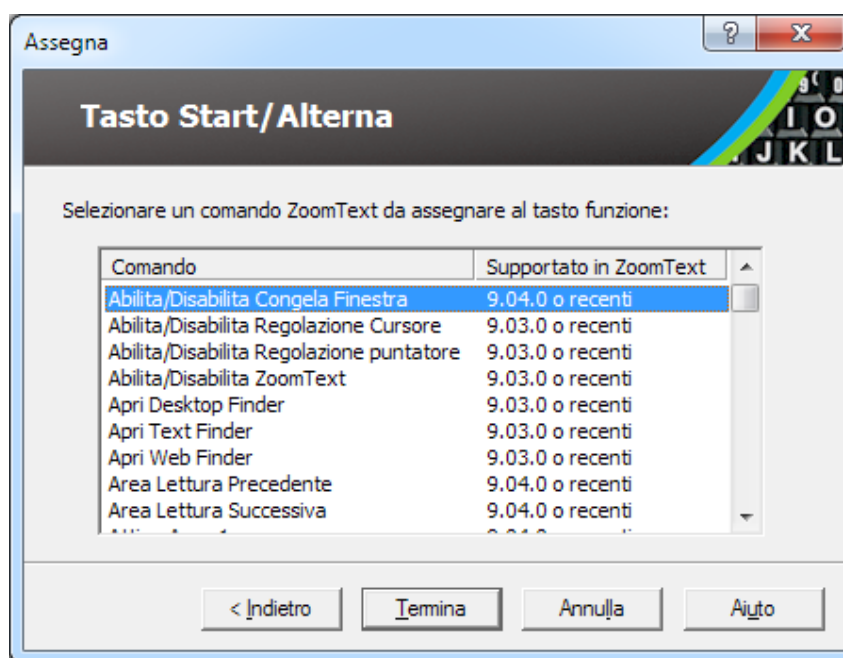 Assegna
Tasto Start/Alterna
9 0
I O
J K L
Selezionare un comando ZoomText da assegnare al tasto funzione:
Comando Supportato in ZoomText
Abilita/Disabilita Congela Finestra 9.04.0 o recenti
Abilita/Disabilita Regolazione Cursore 9.03.0 o recenti
Abilita/Disabilita Regolazione puntatore 9.03.0 o recenti
Abilita/Disabilita ZoomText 9.03.0 o recenti
Apri Desktop Finder 9.03.0 o recenti
Apri Text Finder 9.03.0 o recenti
Apri Web Finder 9.03.0 o recenti
Area Lettura Precedente 9.04.0 o recenti
Area Lettura Successiva 9.04.0 o recenti
< Indietro Termina Annulla Aiuto